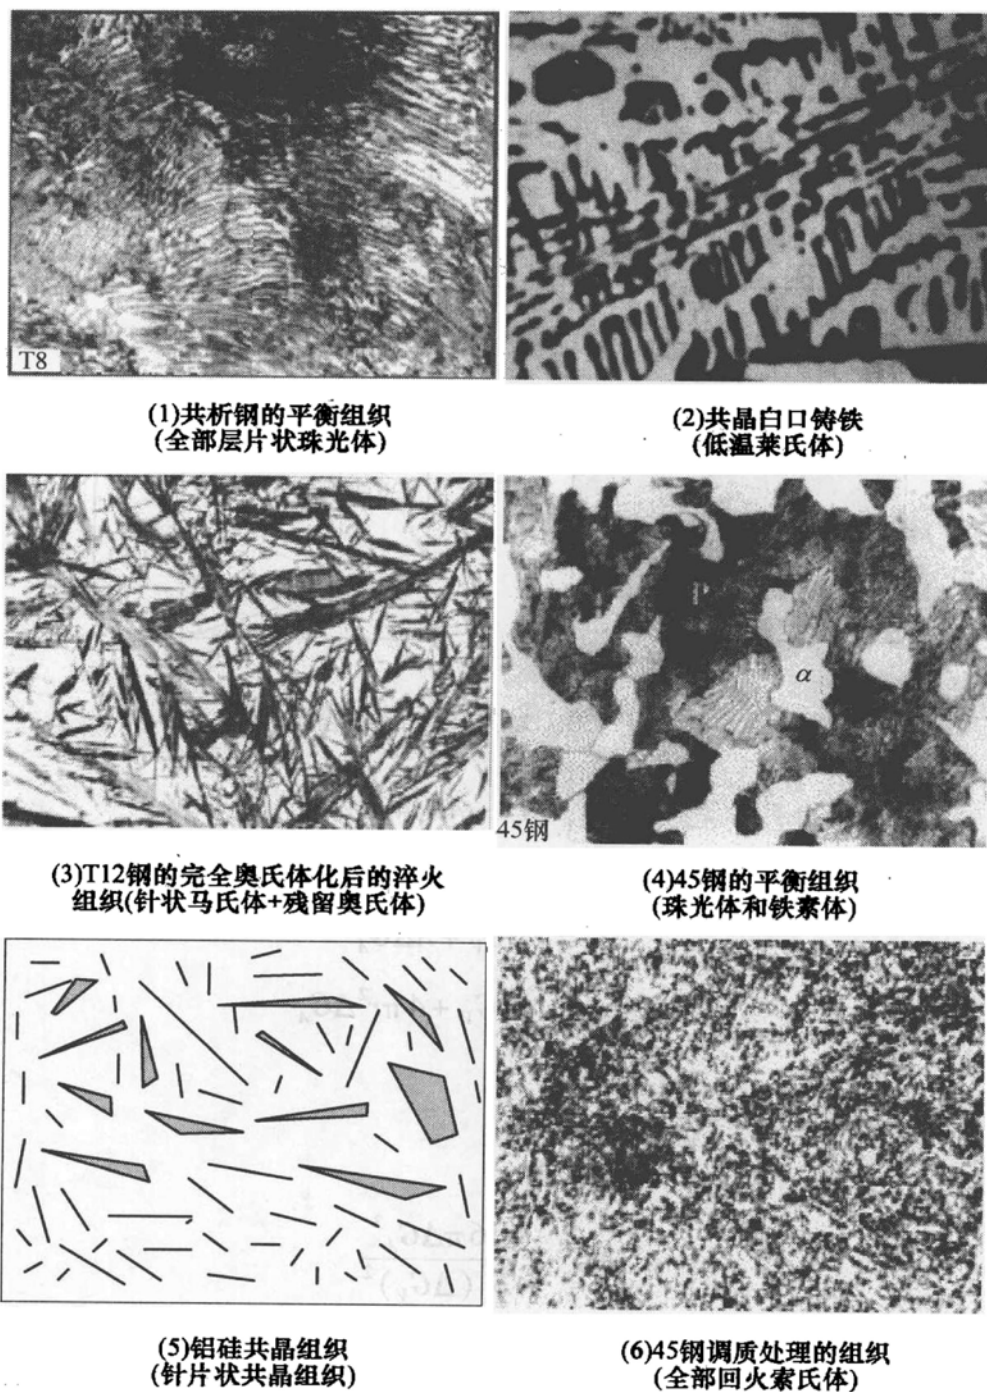 T8
(1)共析钢的平衡组织
(全部层片状珠光体)
(2)共晶白口铸铁
(低温莱氏体)
(3)T12钢的完全奥氏体化后的淬火
组织(针状马氏体+残留奥氏体)
P
α
45钢
(4)45钢的平衡组织
(珠光体和铁素体)
(5)铝硅共晶组织
(针片状共晶组织)
(6)45钢调质处理的组织
(全部回火索氏体)